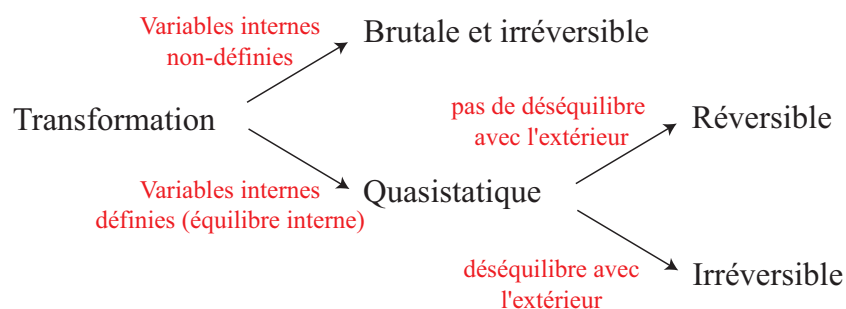 Variables internes
non-définies
Brutale et irréversible
Transformation
pas de déséquilibre
avec l'extérieur
Réversible
Variables internes
définies (équilibre interne)
Quasistatique
déséquilibre avec
l'extérieur
Irréversible